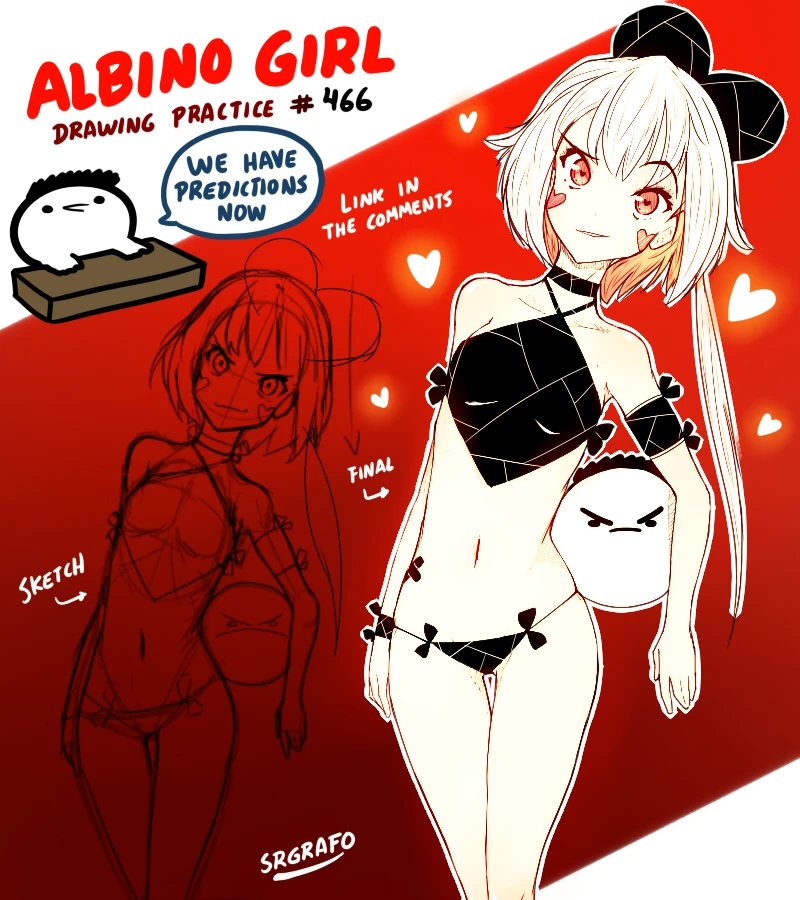 ALBINO GIRL
DRAWING PRACTICE # 466
WE HAVE
PREDICTIONS
NOW
LINK IN
THE COMMENTS
FINAL
SKETCH
SRGRAFO